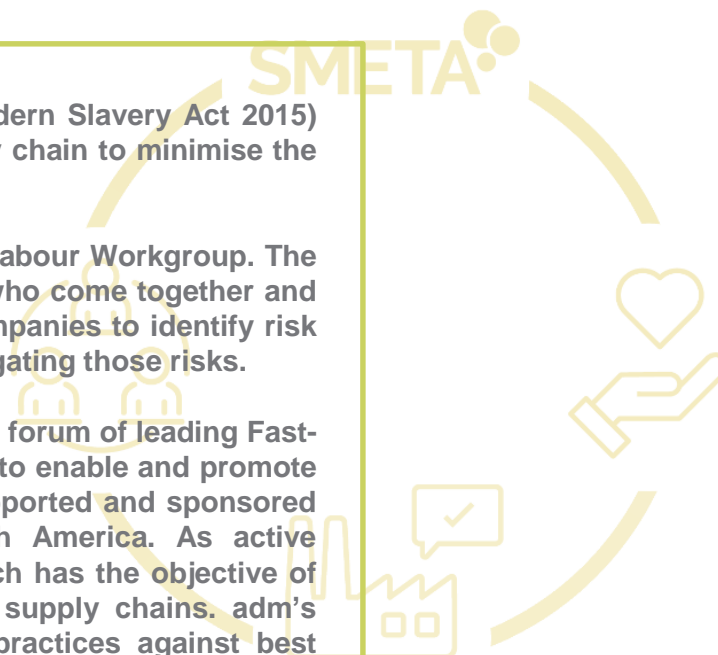 SMETA
dern Slavery Act 2015)
chain to minimise the
abour Workgroup. The
who come together and
mpanies to identify risk
gating those risks.
forum of leading Fast-
to enable and promote
ported and sponsored
America. As active
ch has the objective of
supply chains. adm's
practices against best